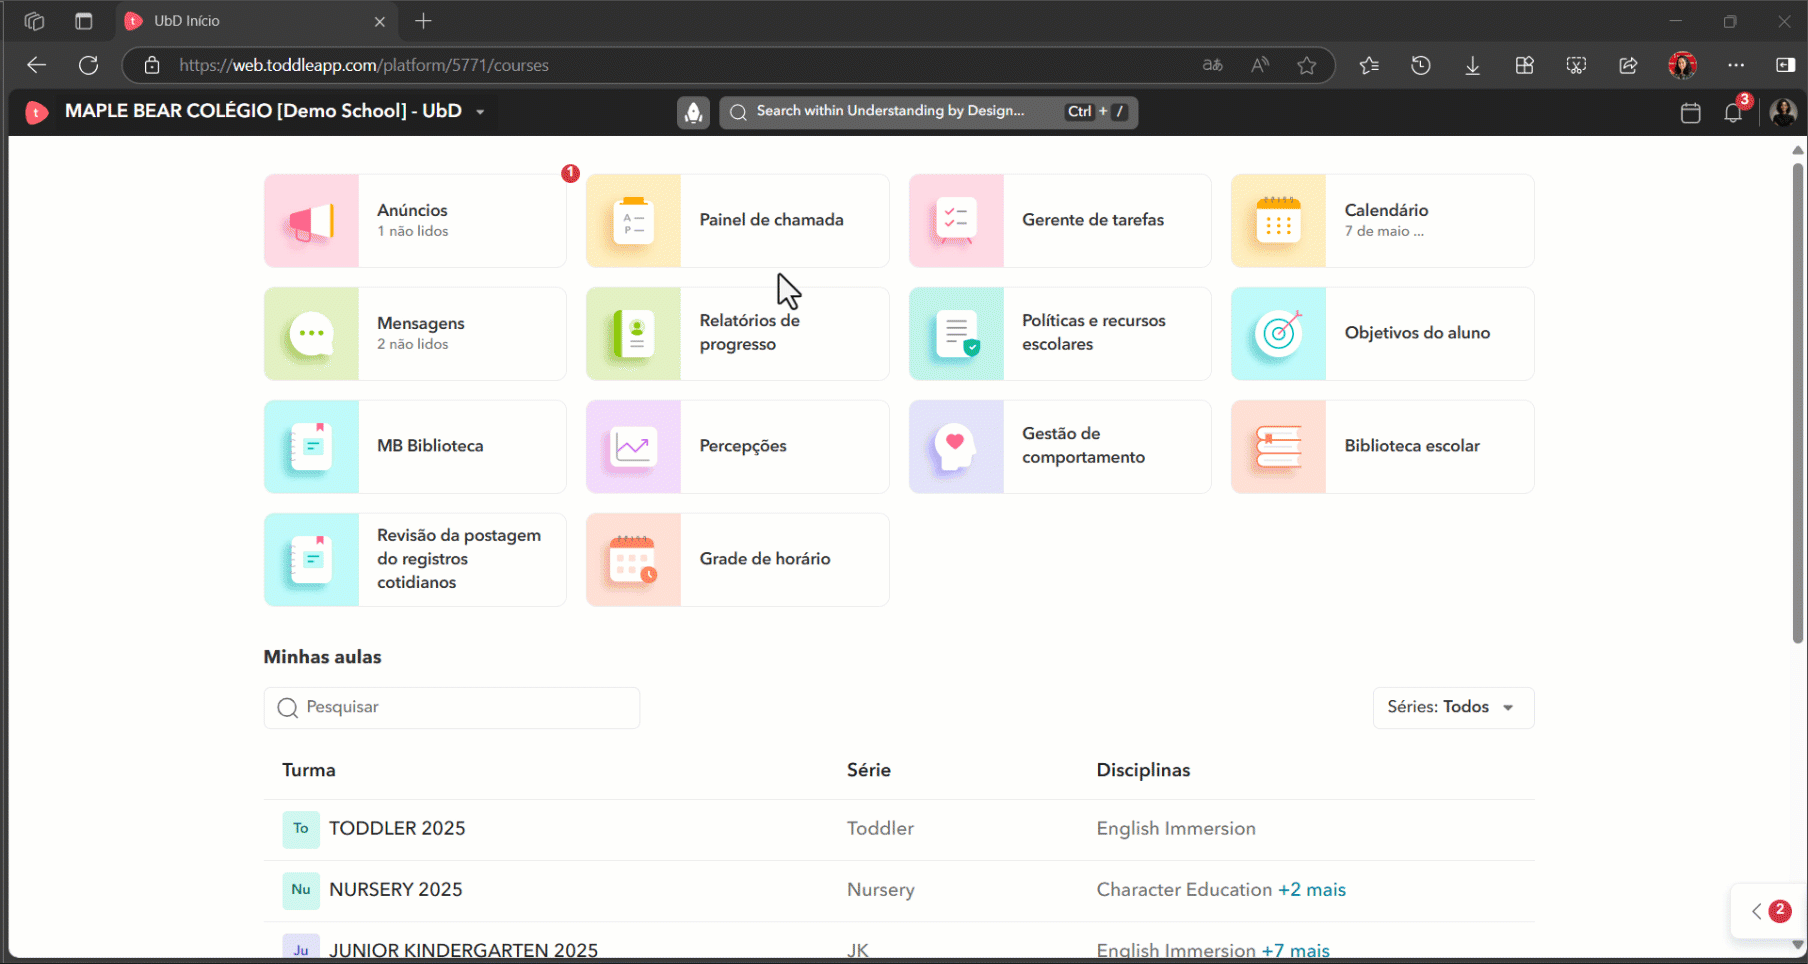 UbD Início
https://web.toddleapp.com/platform/5771/courses
MAPLE BEAR COLÉGIO [Demo School] - UbD
Search within Understanding by Design... Ctrl + /
3
Anúncios
1 não lidos
1
Painel de chamada
Gerente de tarefas
Calendário
7 de maio ...
Mensagens
2 não lidos
Relatórios de
progresso
Políticas e recursos
escolares
Objetivos do aluno
MB Biblioteca
Percepções
Gestão de
comportamento
Biblioteca escolar
Revisão da postagem
do registros
cotidianos
Grade de horário
Minhas aulas
Pesquisar
Séries: Todos
Turma Série Disciplinas
To TODDLER 2025 Toddler English Immersion
Nu NURSERY 2025 Nursery Character Education +2 mais
Ju JUNIOR KINDERGARTEN 2025 JK English Immersion +7 mais
2